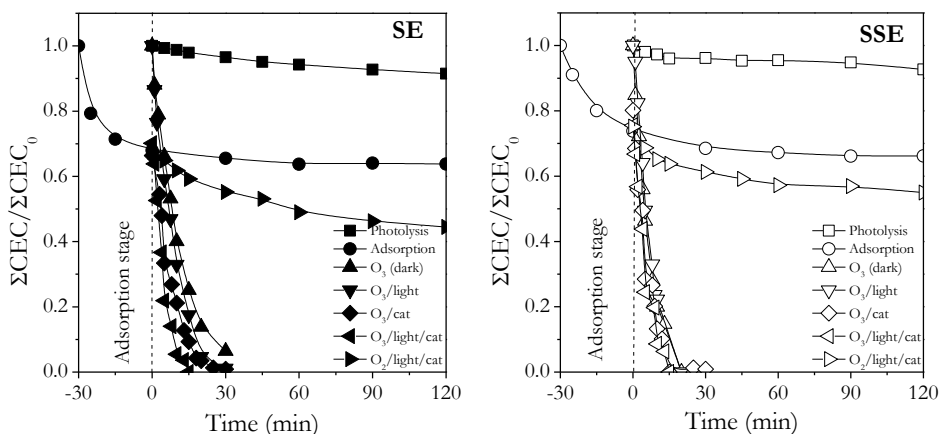 SE
SSE
ΣCEC/ΣCEC₀
1.0
0.8
0.6
0.4
0.2
0.0
Adsorption stage
Photolysis
Adsorption
O₃ (dark)
O₃/light
O₃/cat
O₃/light/cat
O₂/light/cat
-30 0 30 60 90 120
Time (min)
1.0
0.8
0.6
0.4
0.2
0.0
Adsorption stage
Photolysis
Adsorption
O₃ (dark)
O₃/light
O₃/cat
O₃/light/cat
O₂/light/cat
-30 0 30 60 90 120
Time (min)